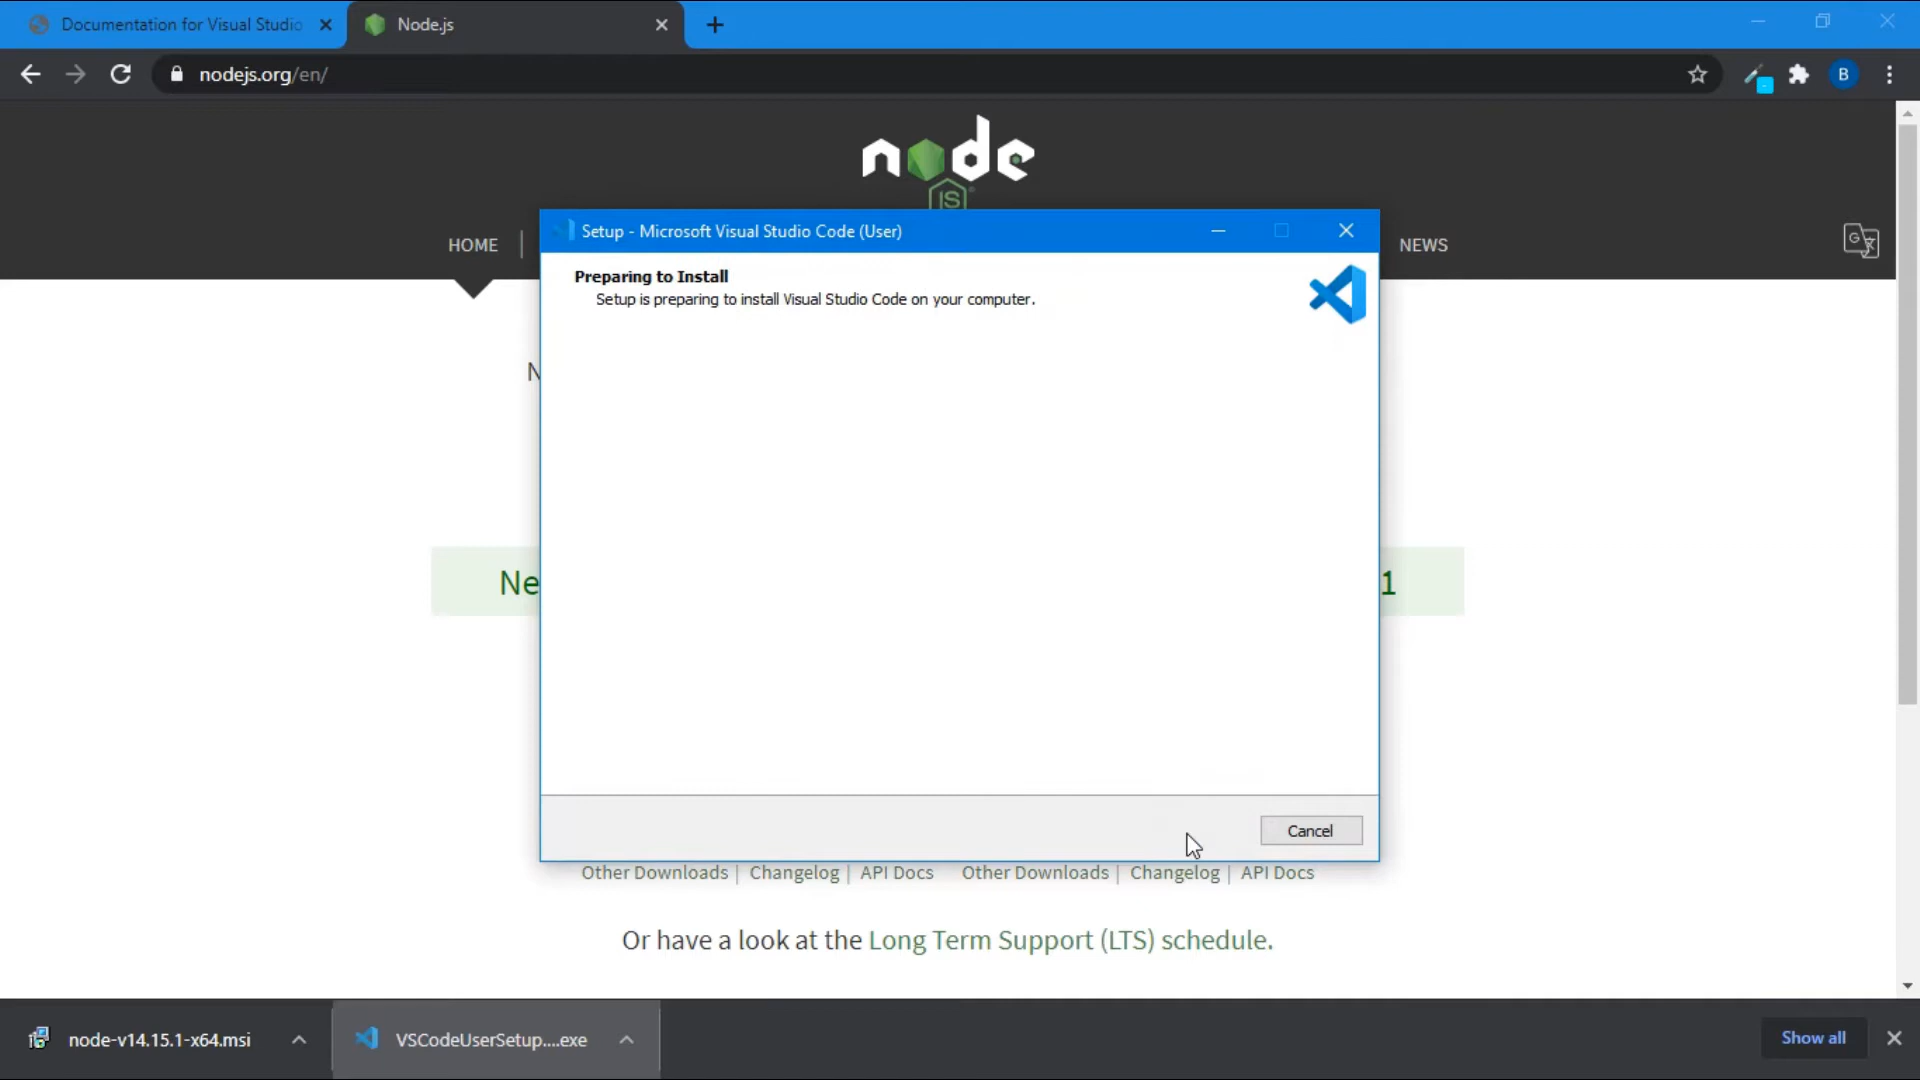 Documentation for Visual Studio
Node.js
nodejs.org/en/
B
node
JS
HOME
NEWS
Setup - Microsoft Visual Studio Code (User)
Preparing to Install
Setup is preparing to install Visual Studio Code on your computer.
N
Ne
1
Cancel
Other Downloads | Changelog | API Docs Other Downloads | Changelog | API Docs
Or have a look at the Long Term Support (LTS) schedule.
node-v14.15.1-x64.msi
VSCodeUserSetup....exe
Show all